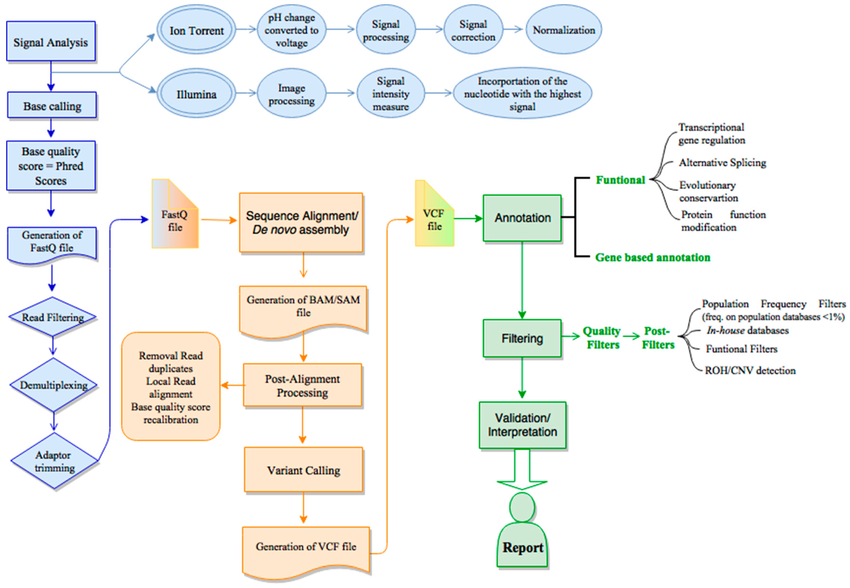 Signal Analysis
Ion Torrent
pH change
converted to
voltage
Signal
processing
Signal
correction
Normalization
Illumina
Image
processing
Signal
intensity
measure
Incorportation of the
nucleotide with the highest
signal
Base calling
Base quality
score = Phred
Scores
Generation of
FastQ file
Read Filtering
Demultiplexing
Adaptor
trimming
FastQ
file
Sequence Alignment/
De novo assembly
Generation of BAM/SAM
file
Post-Alignment
Processing
Removal Read
duplicates
Local Read
alignment
Base quality score
recalibration
Variant Calling
Generation of VCF file
VCF
file
Annotation
Funtional
Transcriptional
gene regulation
Alternative Splicing
Evolutionary
conservartion
Protein function
modification
Gene based annotation
Filtering
Quality
Filters
Post-
Filters
Population Frequency Filters
(freq. on population databases <1%)
In-house databases
Funtional Filters
ROH/CNV detection
Validation/
Interpretation
Report